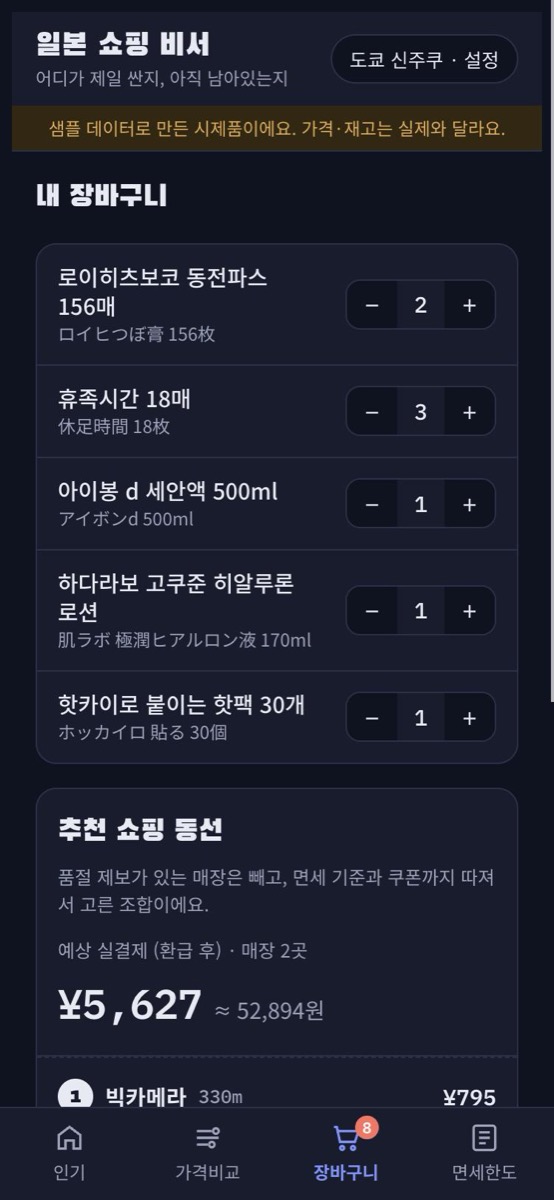 일본 쇼핑 비서
어디가 제일 싼지, 아직 남아있는지
도쿄 신주쿠 · 설정
샘플 데이터로 만든 시제품이에요. 가격·재고는 실제와 달라요.
내 장바구니
로이히츠보코 동전파스
156매
ロイヒつぼ膏 156枚
− 2 +
휴족시간 18매
休足時間 18枚
− 3 +
아이봉 d 세안액 500ml
アイボンd 500ml
− 1 +
하다라보 고쿠쥰 히알루론
로션
肌ラボ 極潤ヒアルロン液 170ml
− 1 +
핫카이로 붙이는 핫팩 30개
ホッカイロ 貼る 30個
− 1 +
추천 쇼핑 동선
품절 제보가 있는 매장은 빼고, 면세 기준과 쿠폰까지 따져
서 고른 조합이에요.
예상 실결제 (환급 후) · 매장 2곳
¥5,627 ≈ 52,894원
1 빅카메라 330m ¥795
8
인기 가격비교 장바구니 면세한도